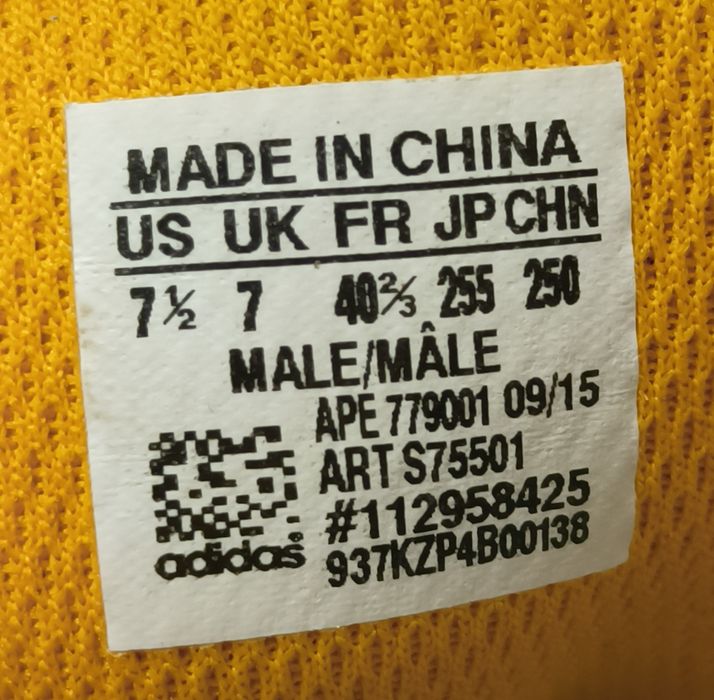 MADE IN CHINA
US UK FR JP CHN
7½ 7 40⅔ 255 250
MALE/MÂLE
APE 779001 09/15
ART S75501
#112958425
937KZP4B00138
adidas